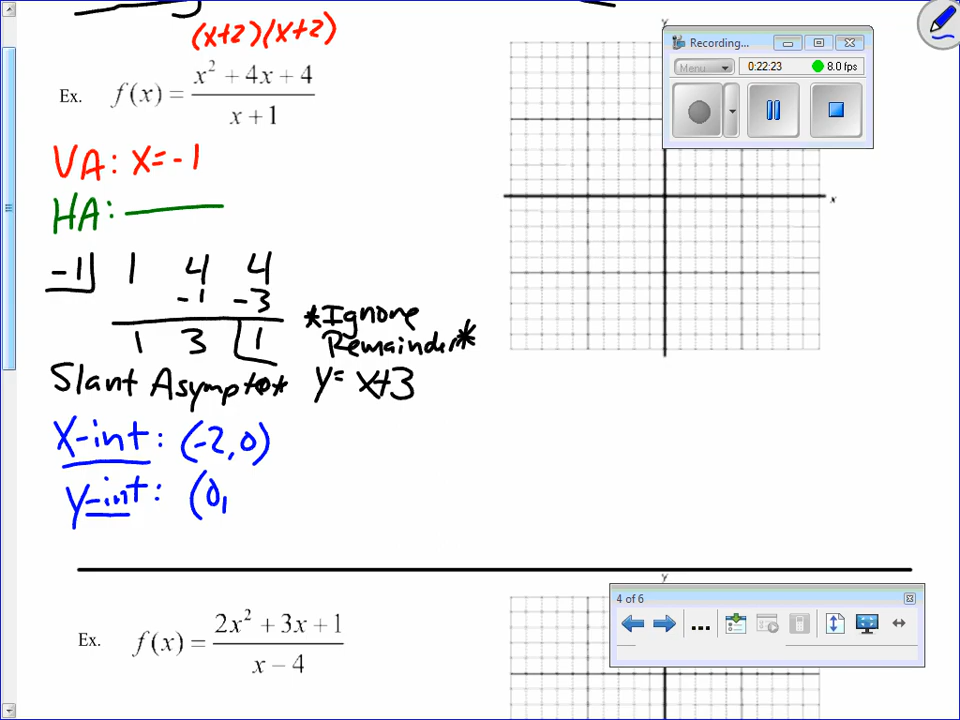 (x+2)(x+2)
Ex. f(x) = (x² + 4x + 4)/(x + 1)
VA: x = -1
HA: —
-1 | 1 4 4
-1 -3
1 3 1
*Ignore
Remainder*
Slant Asymptot* y = x+3
X-int: (-2, 0)
y-int: (0,
y
x
Recording...
Menu
0:22:23
8.0 fps
Ex. f(x) = (2x² + 3x + 1)/(x − 4)
y
4 of 6
...